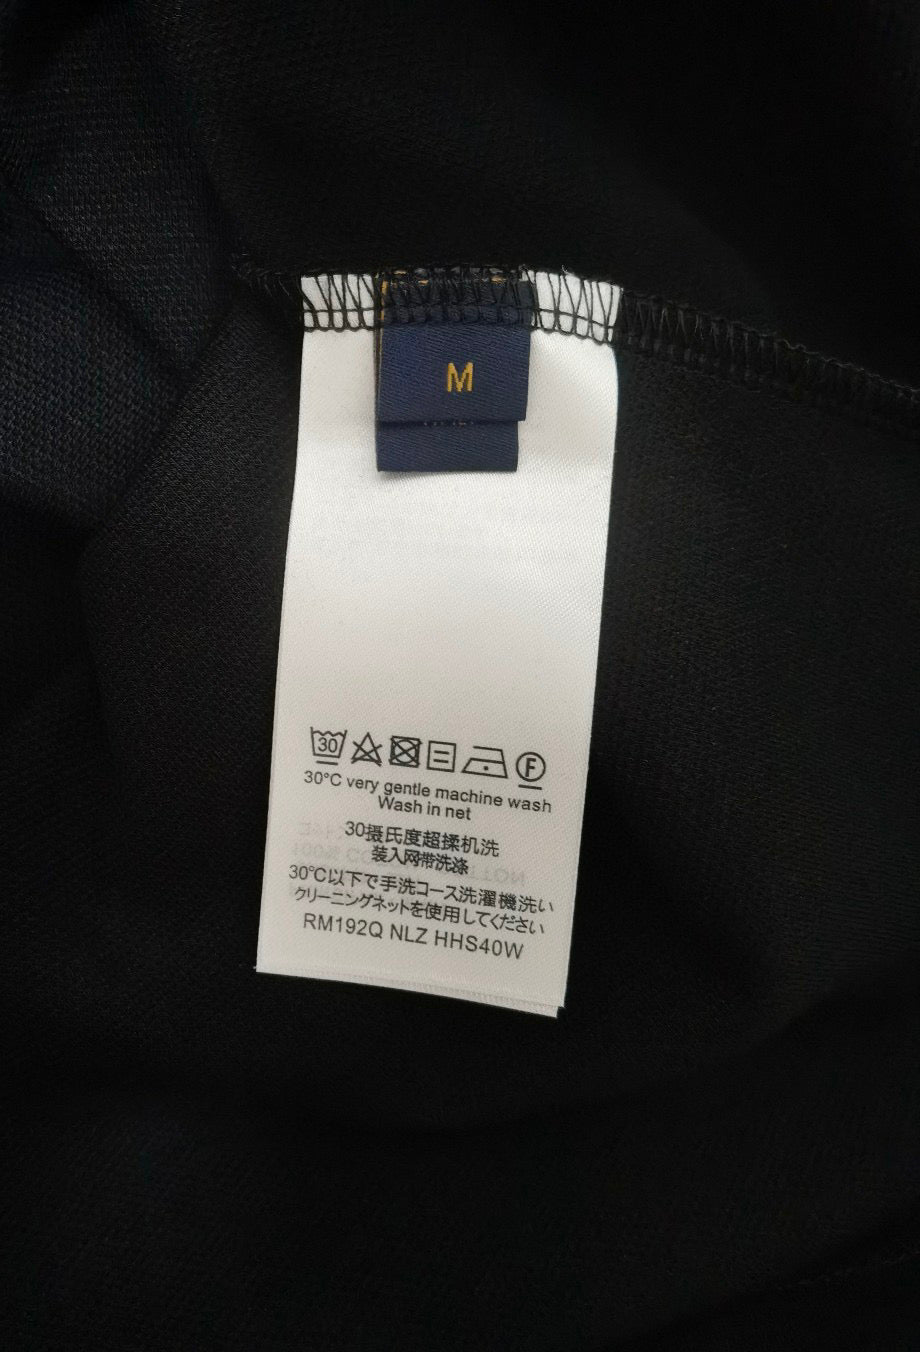 M
30 F
30°C very gentle machine wash
Wash in net
30摄氏度超揉机洗
装入网带洗涤
30℃以下で手洗コース洗濯機洗い
クリーニングネットを使用してください
RM192Q NLZ HHS40W